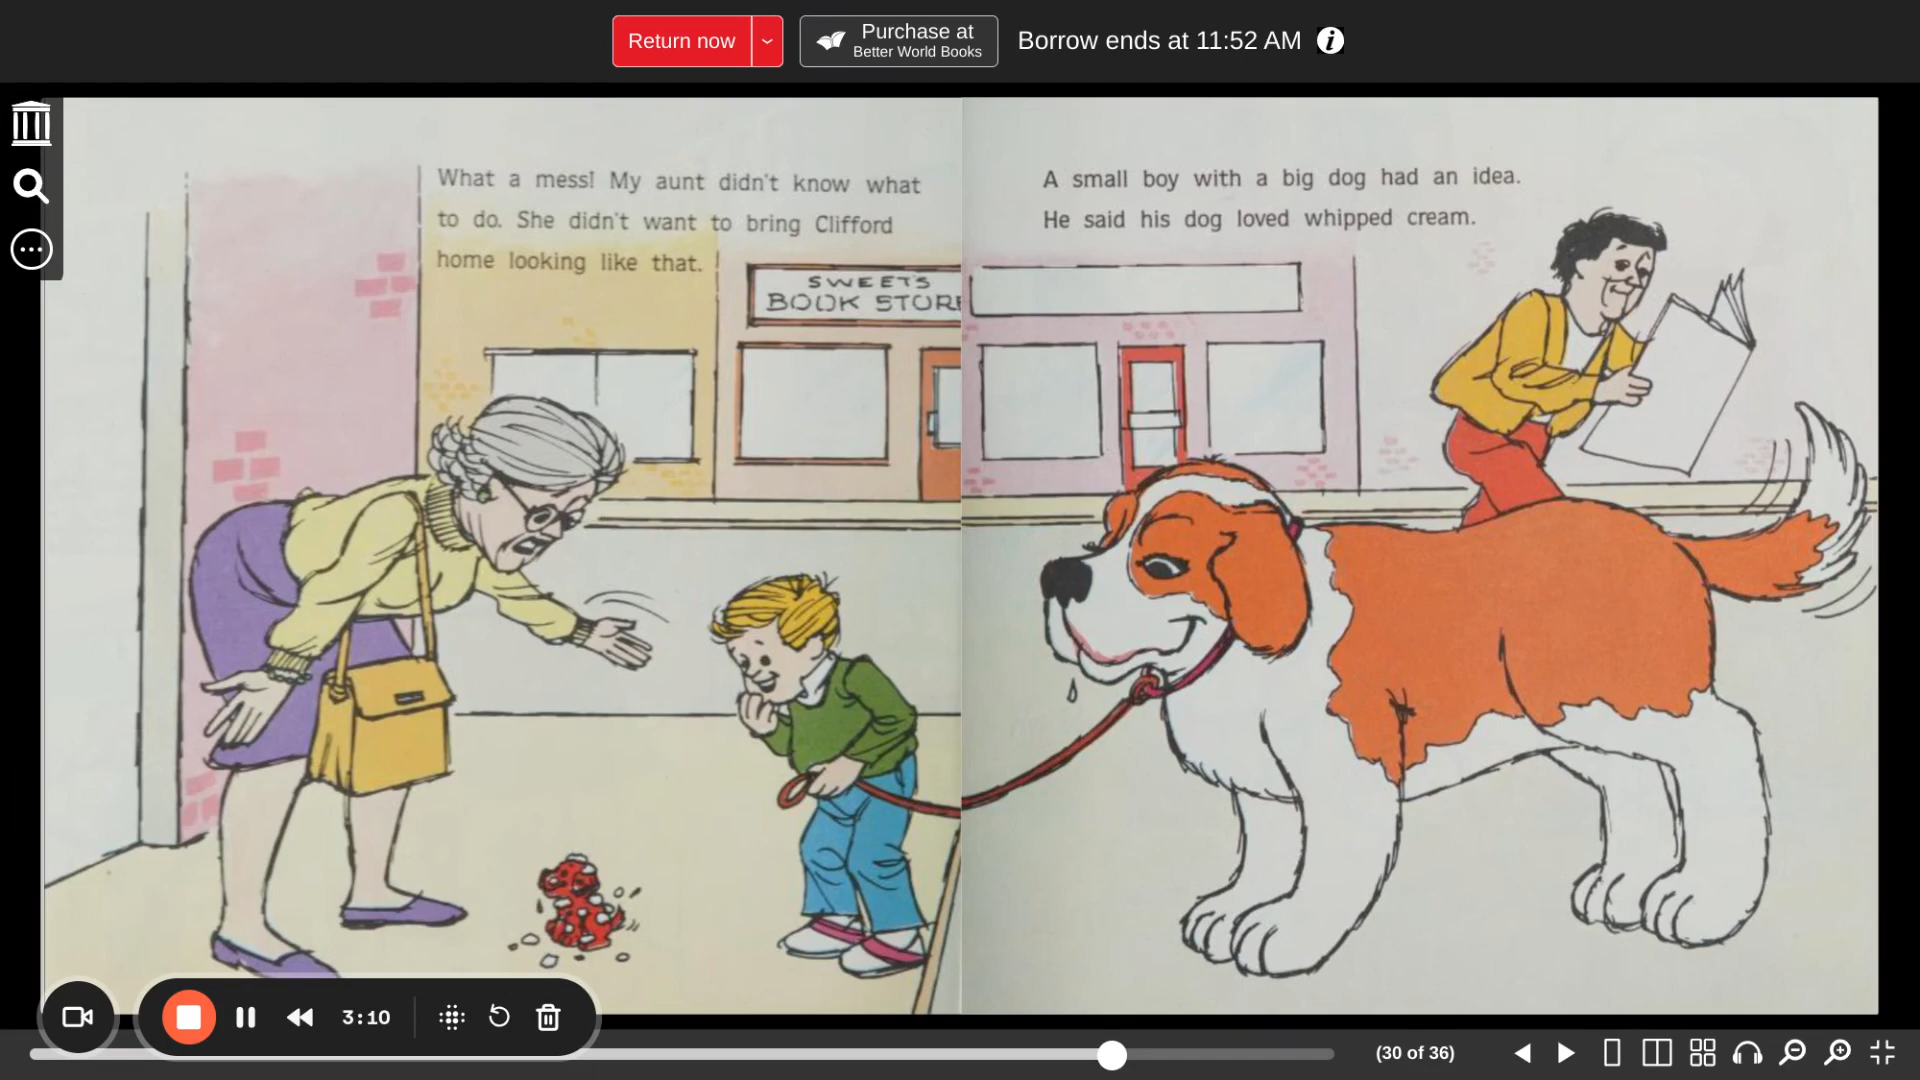 Return now
Purchase at
Better World Books
Borrow ends at 11:52 AM
What a mess! My aunt didn't know what
to do. She didn't want to bring Clifford
home looking like that.
SWEET'S
BOOK STORE
A small boy with a big dog had an idea.
He said his dog loved whipped cream.
3:10
(30 of 36)